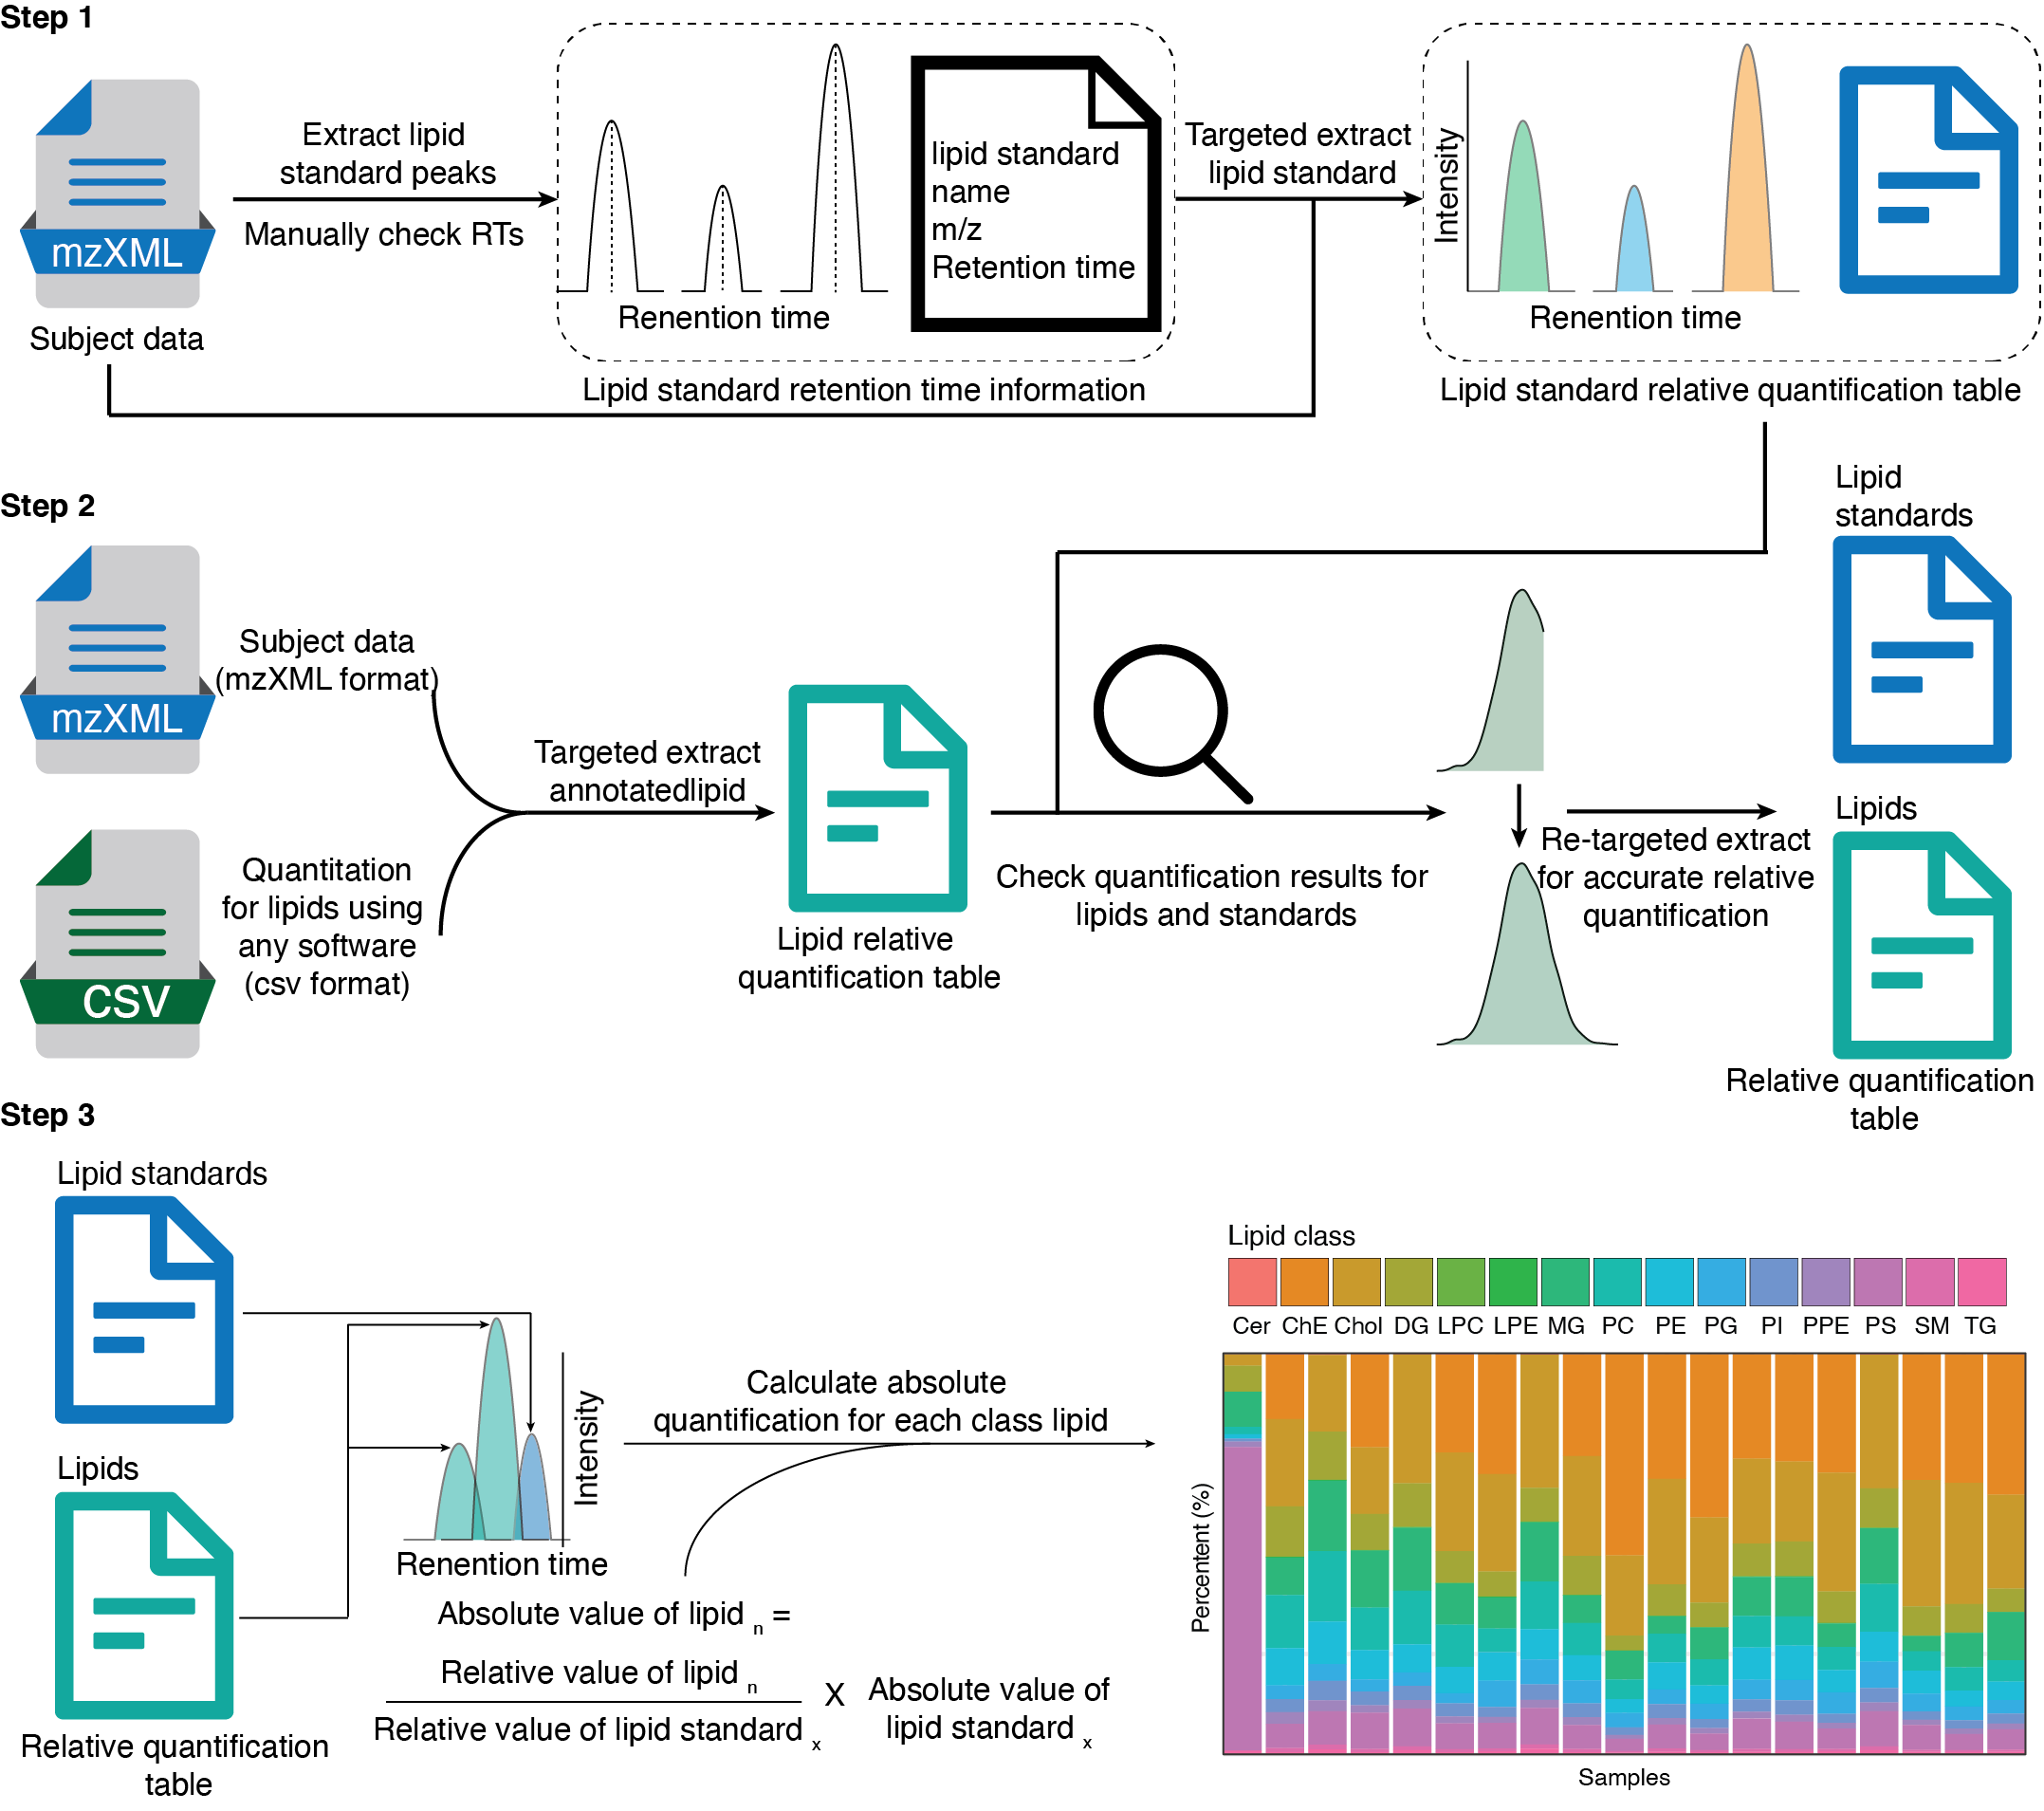 Step 1
mzXML
Subject data
Extract lipid
standard peaks
Manually check RTs
Renention time
lipid standard
name
m/z
Retention time
Lipid standard retention time information
Targeted extract
lipid standard
Intensity
Renention time
Lipid standard relative quantification table
Step 2
mzXML
Subject data
(mzXML format)
CSV
Quantitation
for lipids using
any software
(csv format)
Targeted extract
annotatedlipid
Lipid relative
quantification table
Check quantification results for
lipids and standards
Re-targeted extract
for accurate relative
quantification
Lipid
standards
Lipids
Relative quantification
table
Step 3
Lipid standards
Lipids
Relative quantification
table
Intensity
Renention time
Calculate absolute
quantification for each class lipid
Absolute value of lipid n =
Relative value of lipid n
Relative value of lipid standard x
X
Absolute value of
lipid standard x
Lipid class
Cer ChE Chol DG LPC LPE MG PC PE PG PI PPE PS SM TG
Percentent (%)
Samples